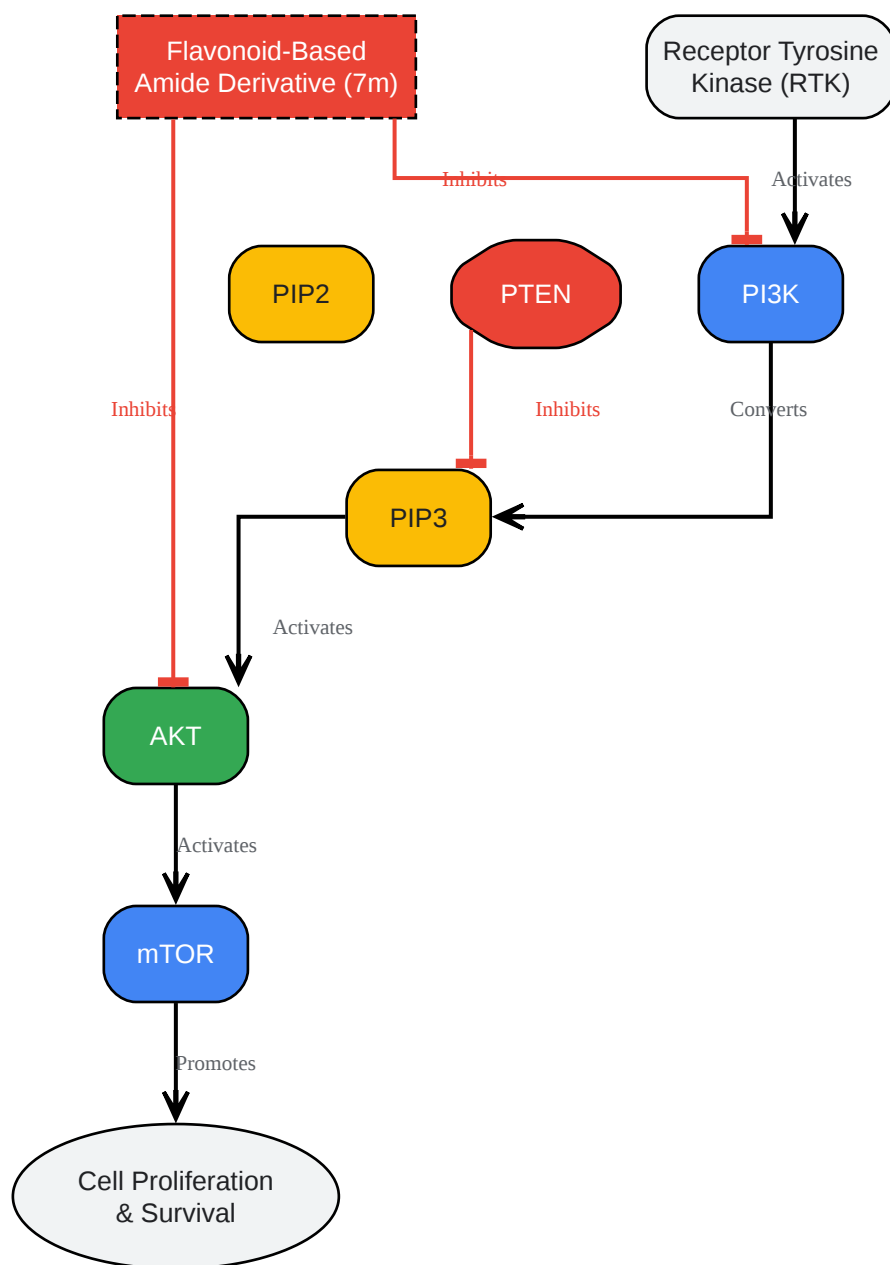 Flavonoid-Based
Amide Derivative (7m)
Receptor Tyrosine
Kinase (RTK)
Inhibits
Activates
PIP2
PTEN
PI3K
Inhibits
Inhibits
Converts
PIP3
Activates
AKT
Activates
mTOR
Promotes
Cell Proliferation
& Survival